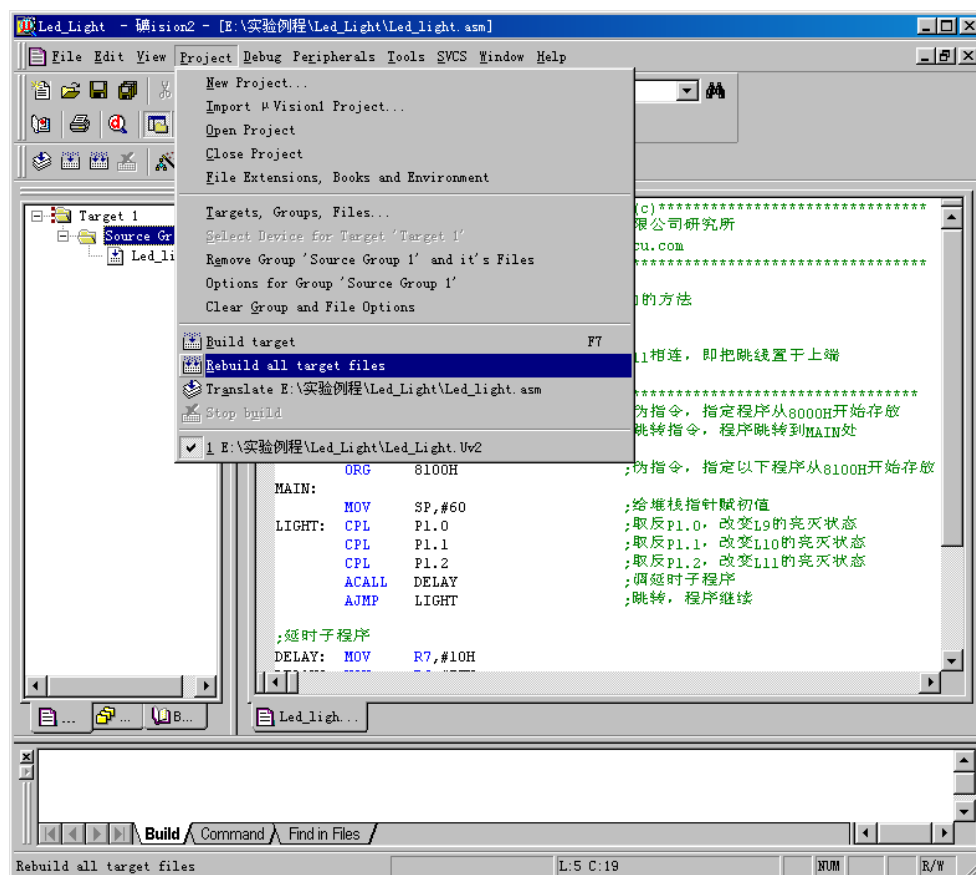 Led_Light - 礦ision2 - [E:\实验例程\Led_Light\Led_light.asm]
File Edit View Project Debug Peripherals Tools SVCS Window Help
New Project...
Import μVision1 Project...
Open Project
Close Project
File Extensions, Books and Environment
Targets, Groups, Files...
Select Device for Target 'Target 1'
Remove Group 'Source Group 1' and it's Files
Options for Group 'Source Group 1'
Clear Group and File Options
Build target F7
Rebuild all target files
Translate E:\实验例程\Led_Light\Led_light.asm
Stop build
1 E:\实验例程\Led_Light\Led_Light.Uv2
Target 1
Source Gr
Led_li
(c)*******************************
限公司研究所
cu.com
*******************************
的方法
11相连，即把跳线置于上端
*******************************
伪指令，指定程序从8000H开始存放
跳转指令，程序跳转到MAIN处
ORG 8100H ;伪指令，指定以下程序从8100H开始存放
MAIN:
MOV SP,#60 ;给堆栈指针赋初值
LIGHT: CPL P1.0 ;取反P1.0，改变L9的亮灭状态
CPL P1.1 ;取反P1.1，改变L10的亮灭状态
CPL P1.2 ;取反P1.2，改变L11的亮灭状态
ACALL DELAY ;调延时子程序
AJMP LIGHT ;跳转，程序继续
;延时子程序
DELAY: MOV R7,#10H
... ... B...
Led_ligh...
Build Command Find in Files
Rebuild all target files L:5 C:19 NUM R/W